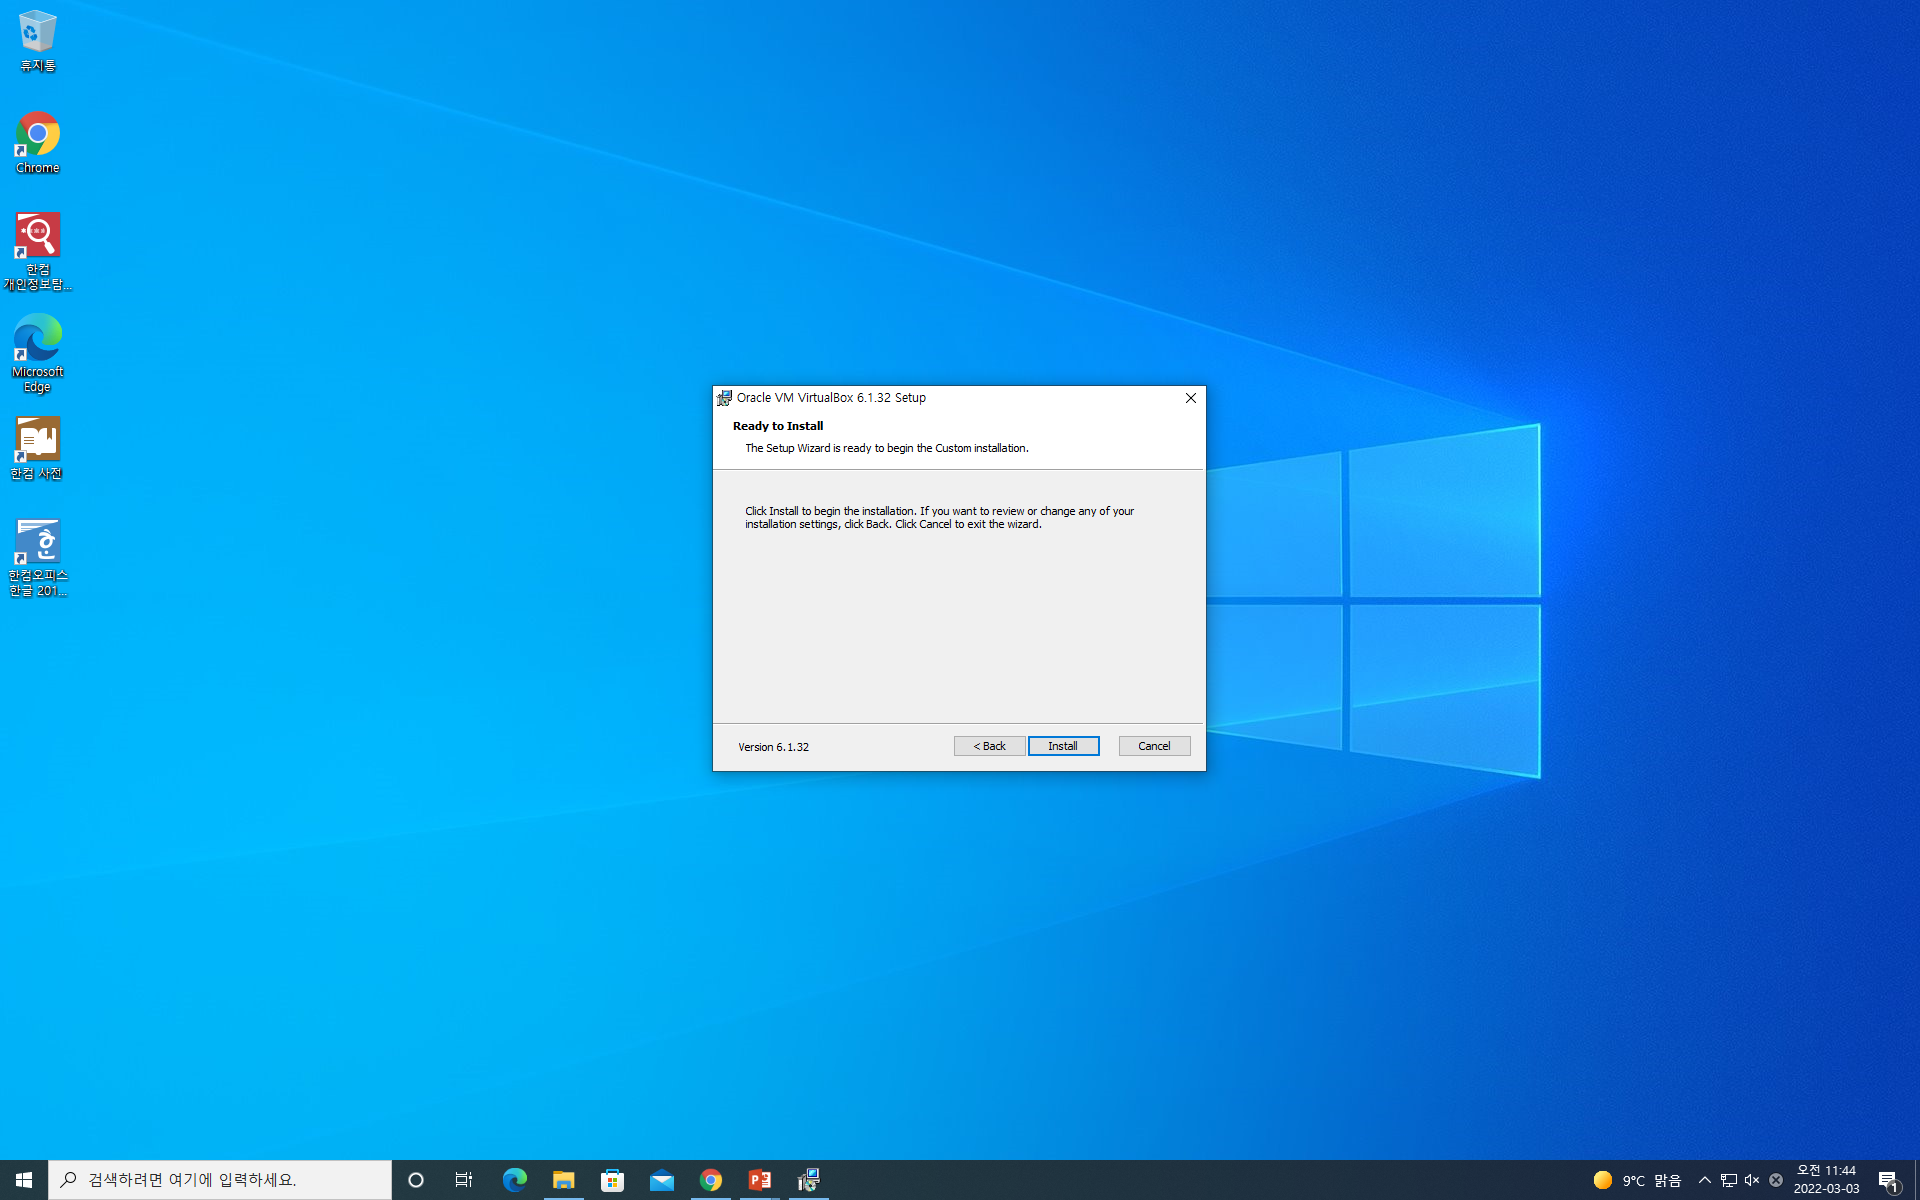 휴지통
Chrome
한컴
개인정보탐...
Microsoft
Edge
한컴 사전
한컴오피스
한글 201...
Oracle VM VirtualBox 6.1.32 Setup
Ready to Install
The Setup Wizard is ready to begin the Custom installation.
Click Install to begin the installation. If you want to review or change any of your
installation settings, click Back. Click Cancel to exit the wizard.
Version 6.1.32
< Back
Install
Cancel
검색하려면 여기에 입력하세요.
9°C 맑음
오전 11:44
2022-03-03
1